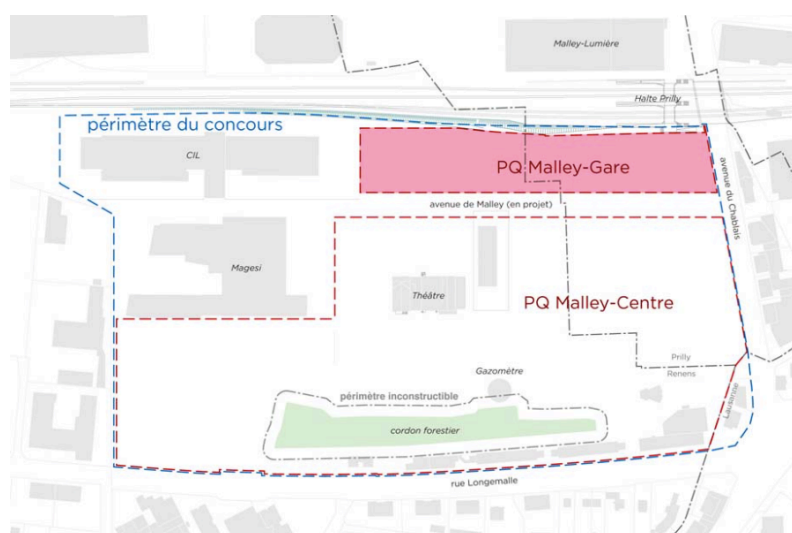 Malley-Lumière
Halte Prilly
périmètre du concours
CIL
PQ Malley-Gare
avenue du Chablais
avenue de Malley (en projet)
Magesi
Théâtre
PQ Malley-Centre
Prilly
Renens
Gazomètre
périmètre inconstructible
Lausanne
cordon forestier
rue Longemalle